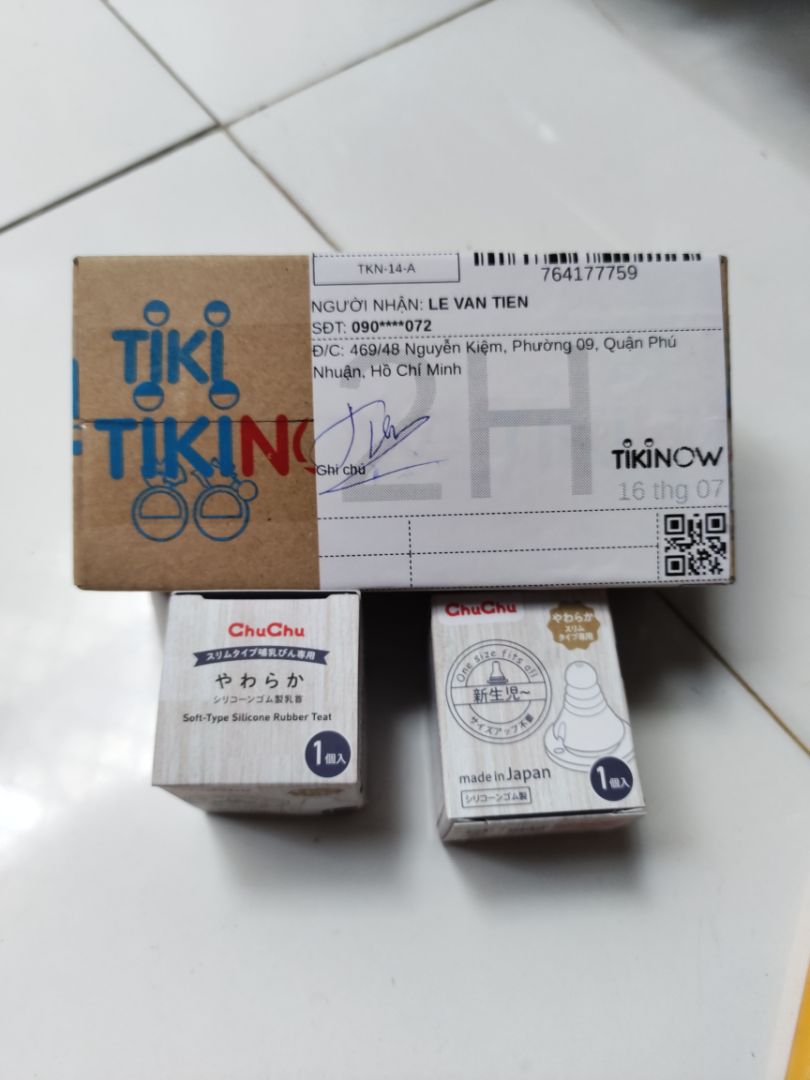 TIKI
TIKINO
TKN-14-A
764177759
NGƯỜI NHẬN: LE VAN TIEN
SĐT: 090****072
Đ/C: 469/48 Nguyễn Kiệm, Phường 09, Quận Phú
Nhuận, Hồ Chí Minh
2H
Ghi chú
TIKINOW
16 thg 07
ChuChu
スリムタイプ哺乳びん専用
やわらか
シリコーンゴム製乳首
Soft-Type Silicone Rubber Teat
1個入
ChuChu
やわらか
スリム
タイプ専用
One size fits all
新生児~
サイズアップ不要
made in Japan
シリコーンゴム製
1個入